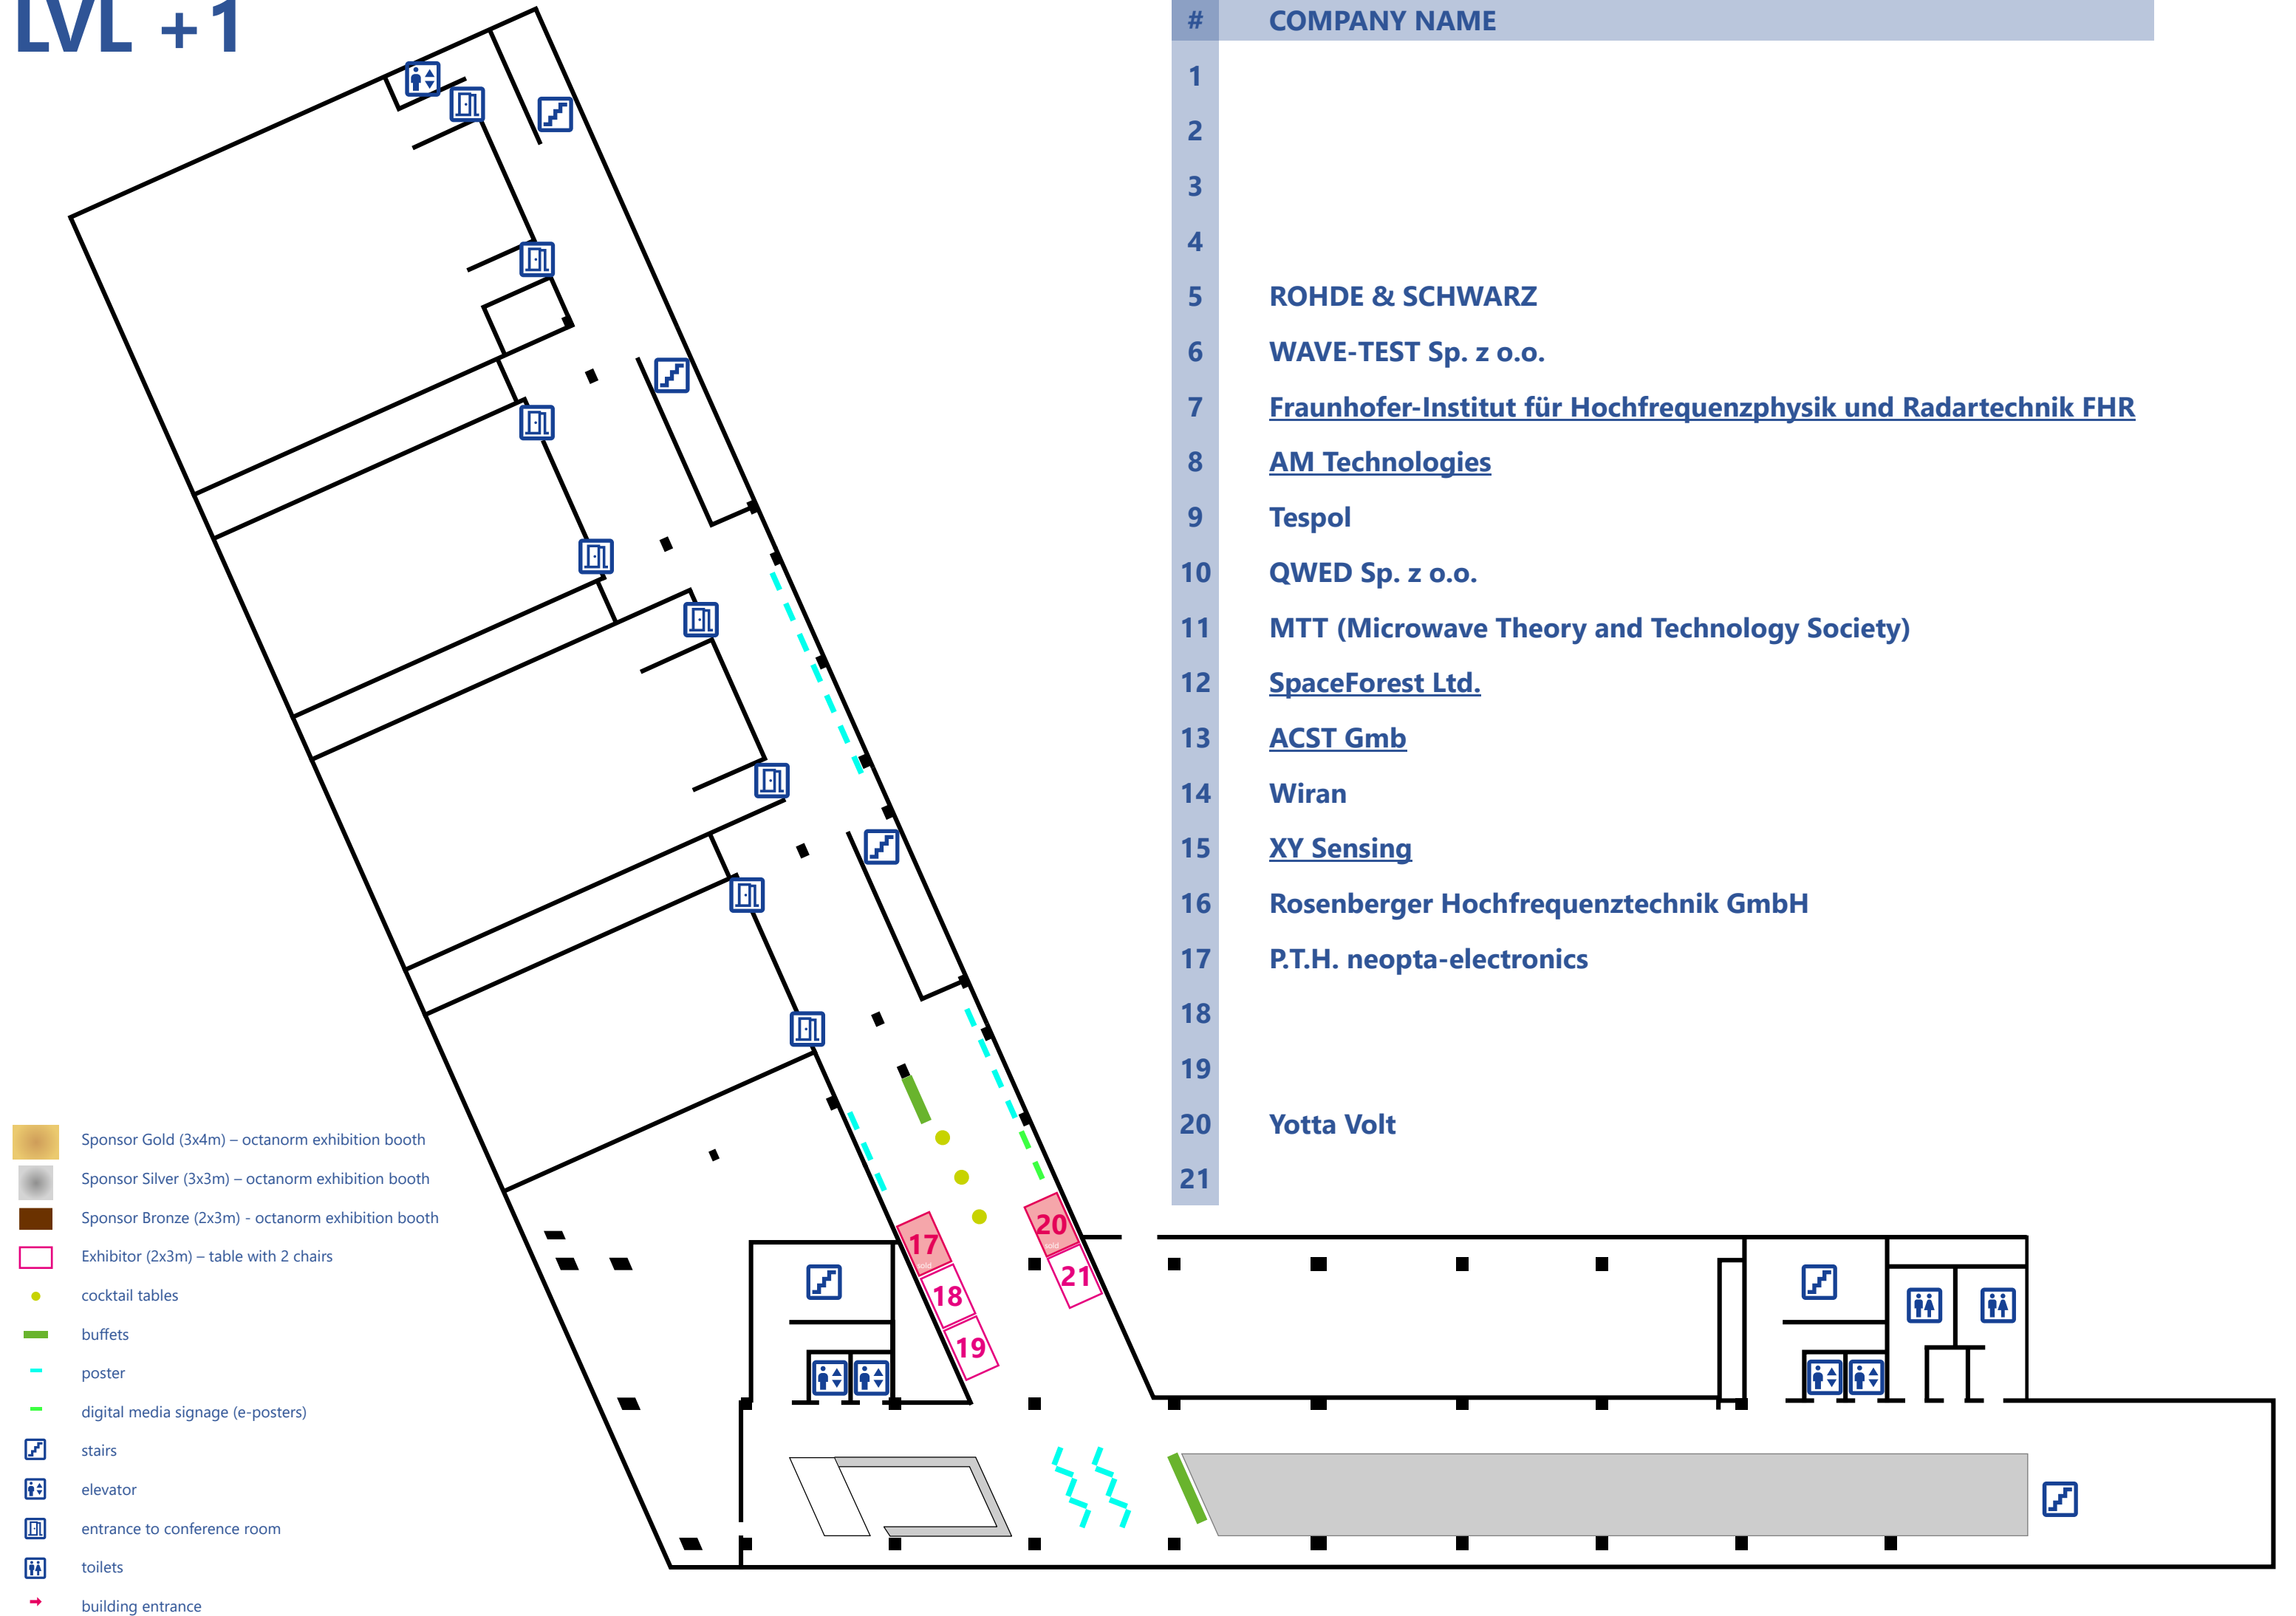 LVL +1
# COMPANY NAME
1
2
3
4
5 ROHDE & SCHWARZ
6 WAVE-TEST Sp. z o.o.
7 Fraunhofer-Institut für Hochfrequenzphysik und Radartechnik FHR
8 AM Technologies
9 Tespol
10 QWED Sp. z o.o.
11 MTT (Microwave Theory and Technology Society)
12 SpaceForest Ltd.
13 ACST Gmb
14 Wiran
15 XY Sensing
16 Rosenberger Hochfrequenztechnik GmbH
17 P.T.H. neopta-electronics
18
19
20 Yotta Volt
21
17
sold
18
19
20
sold
21
Sponsor Gold (3x4m) – octanorm exhibition booth
Sponsor Silver (3x3m) – octanorm exhibition booth
Sponsor Bronze (2x3m) - octanorm exhibition booth
Exhibitor (2x3m) – table with 2 chairs
cocktail tables
buffets
poster
digital media signage (e-posters)
stairs
elevator
entrance to conference room
toilets
building entrance